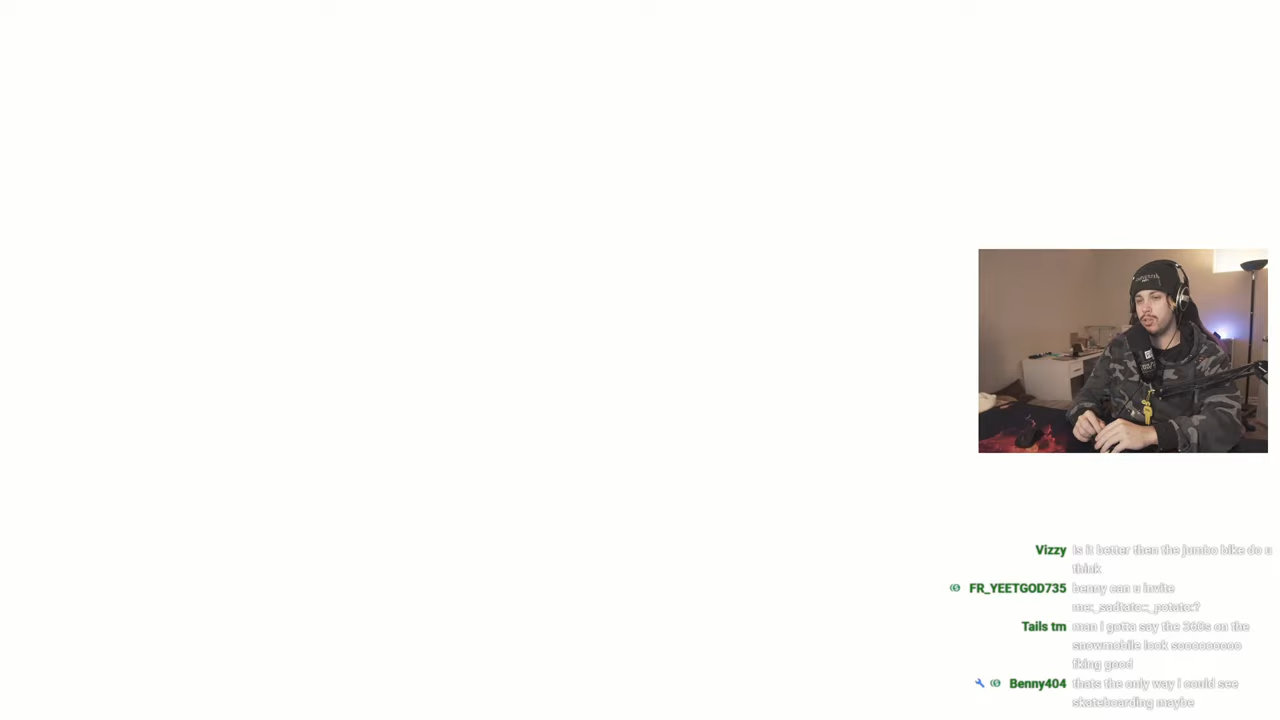 Vizzy Is it better then the jumbo bike do u
think
FR_YEETGOD735 benny can u invite
me:_sadtato::_potato:?
Tails tm man I gotta say the 360s on the
snowmobile look sooooooooo
fking good
Benny404 thats the only way I could see
skateboarding maybe